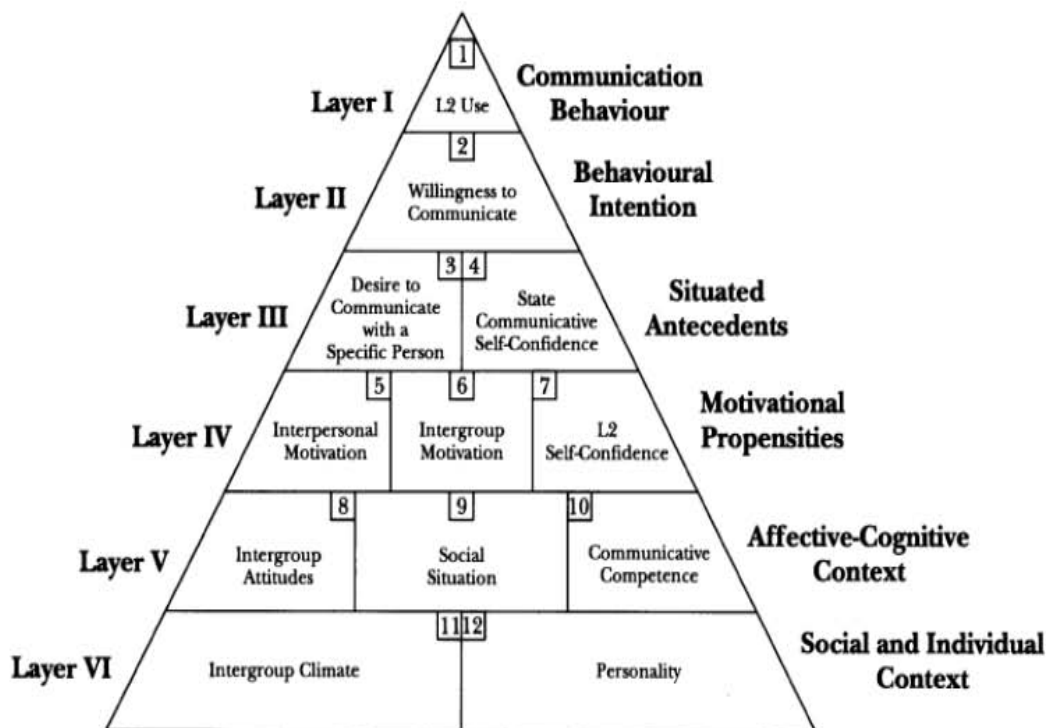 1
Layer I
L2 Use
Communication
Behaviour
2
Layer II
Willingness to
Communicate
Behavioural
Intention
3 4
Layer III
Desire to
Communicate
with a
Specific Person
State
Communicative
Self-Confidence
Situated
Antecedents
5 6 7
Layer IV
Interpersonal
Motivation
Intergroup
Motivation
L2
Self-Confidence
Motivational
Propensities
8 9 10
Layer V
Intergroup
Attitudes
Social
Situation
Communicative
Competence
Affective-Cognitive
Context
11 12
Layer VI
Intergroup Climate
Personality
Social and Individual
Context